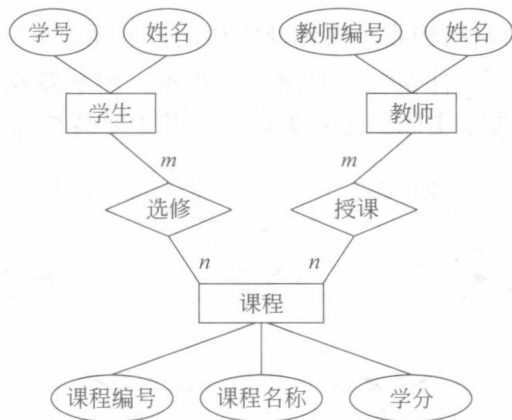 学号 姓名 教师编号 姓名
学生 教师
m m
选修 授课
n n
课程
课程编号 课程名称 学分